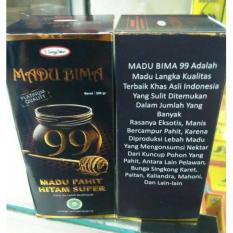 MADU BIMA
PLATINUM
QUALITY
99
MADU PAHIT
HITAM SUPER
MADU BIMA 99 Adalah
Madu Langka Kualitas
Terbaik Khas Asli Indonesia
Yang Sulit Ditemukan
Dalam Jumlah Yang
Banyak
Rasanya Eksotis, Manis
Bercampur Pahit, Karena
Diproduksi Lebah Madu
Yang Mengonsumsi Nektar
Dari Kuncup Pohon Yang
Pahit, Antara Lain Pelawan,
Bunga Singkong Karet,
Paitan, Kaliandra, Mahoni,
Dan Lain-lain